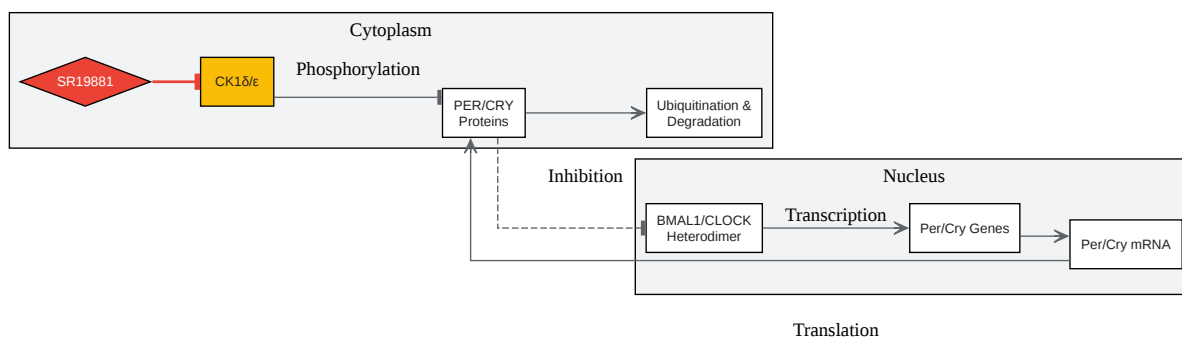 Cytoplasm
SR19881
CK1δ/ε
Phosphorylation
PER/CRY
Proteins
Ubiquitination &
Degradation
Inhibition
Nucleus
BMAL1/CLOCK
Heterodimer
Transcription
Per/Cry Genes
Per/Cry mRNA
Translation